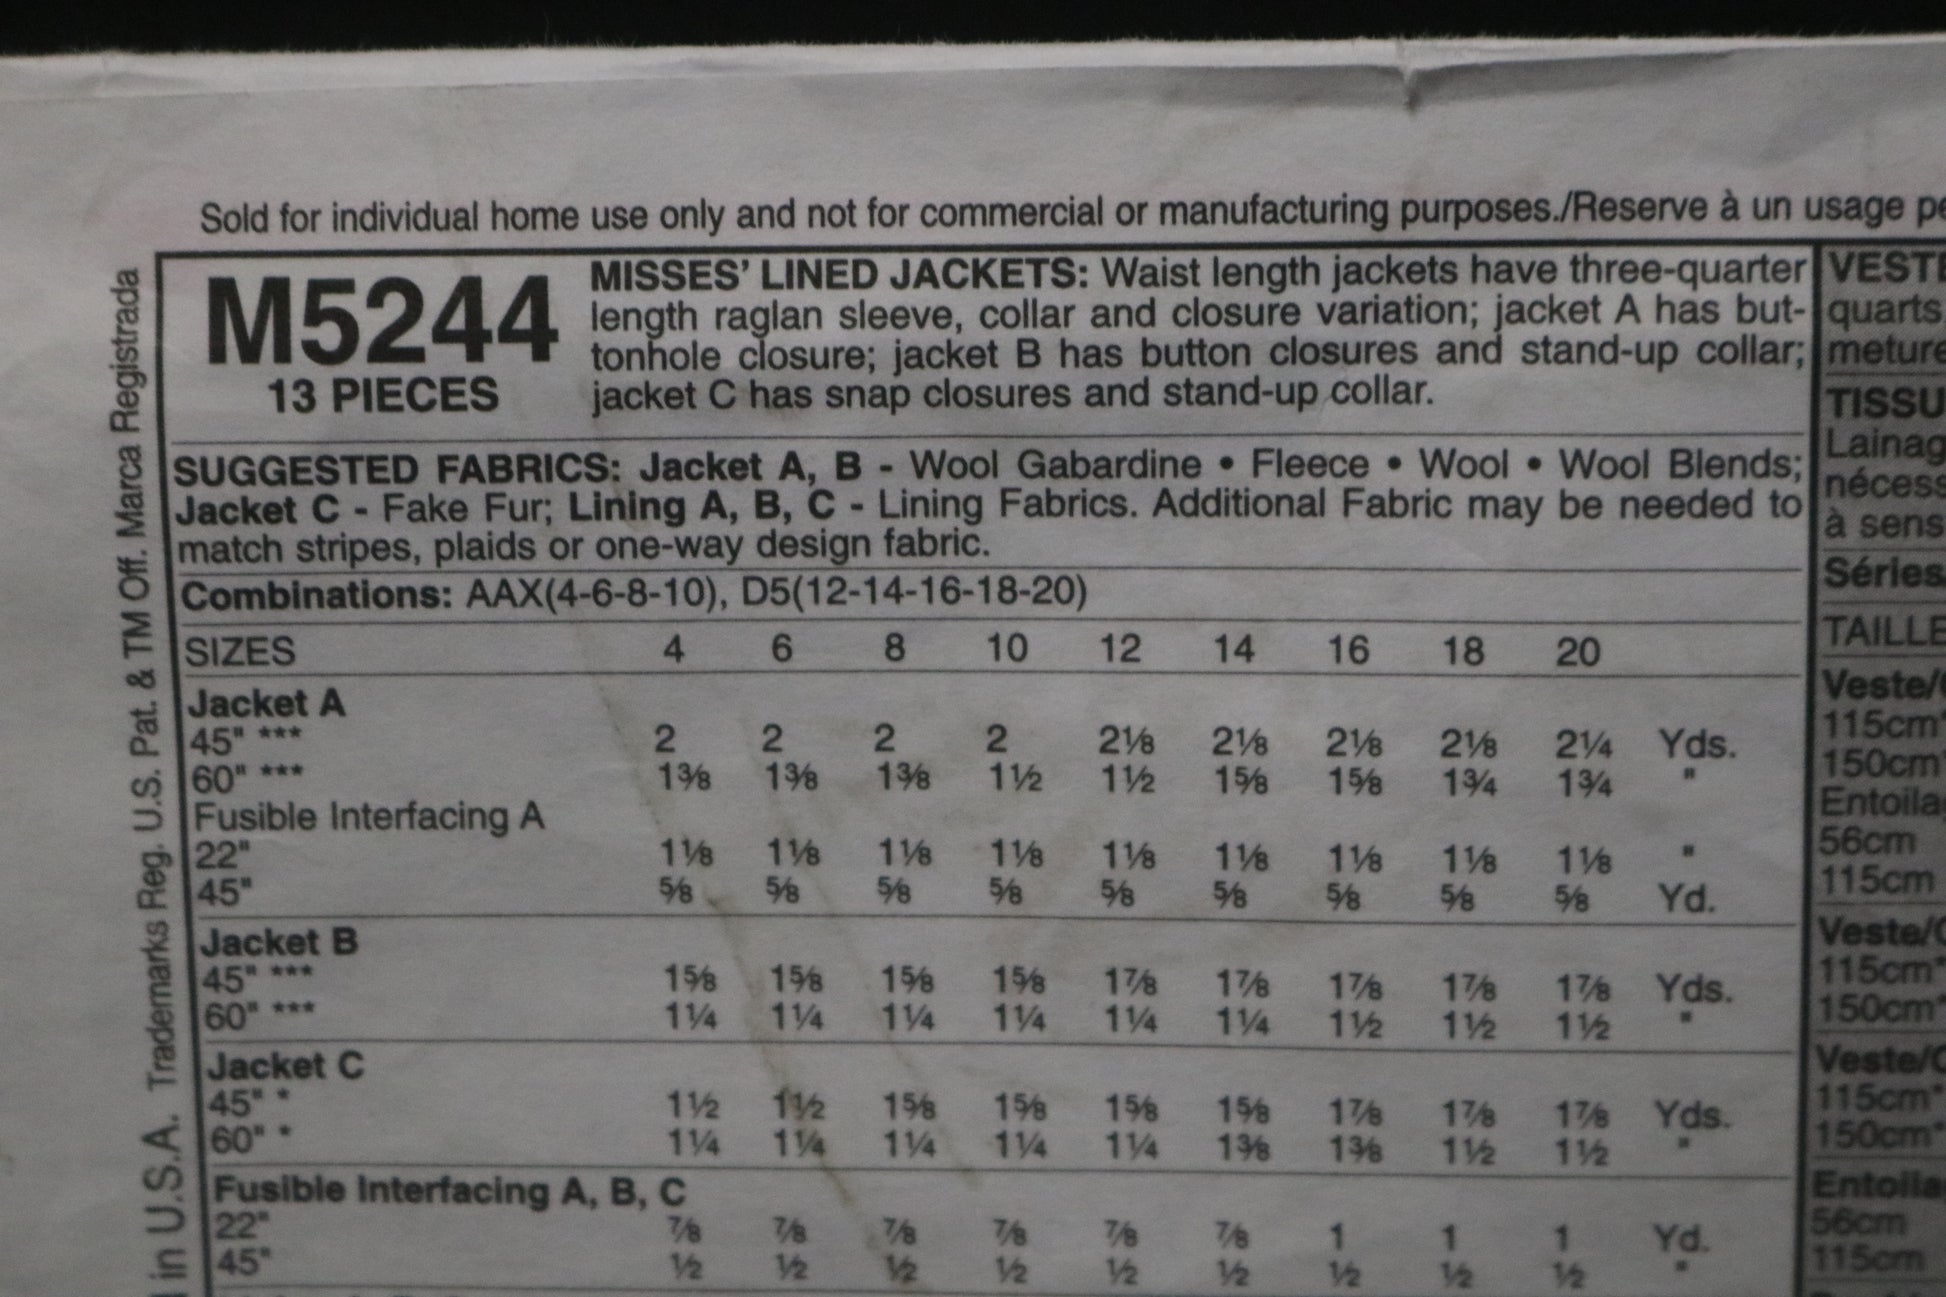 Sold for individual home use only and not for commercial or manufacturing purposes./Reserve à un usage
M5244
13 PIECES
MISSES' LINED JACKETS: Waist length jackets have three-quarter
length raglan sleeve, collar and closure variation; jacket A has but-
tonhole closure; jacket B has button closures and stand-up collar;
jacket C has snap closures and stand-up collar.
SUGGESTED FABRICS: Jacket A, B - Wool Gabardine • Fleece • Wool • Wool Blends;
Jacket C - Fake Fur; Lining A, B, C - Lining Fabrics. Additional Fabric may be needed to
match stripes, plaids or one-way design fabric.
Combinations: AAX(4-6-8-10), D5(12-14-16-18-20)
SIZES 4 6 8 10 12 14 16 18 20
Jacket A
45" *** 2 2 2 2 2⅛ 2⅛ 2⅛ 2⅛ 2¼ Yds.
60" *** 1⅜ 1⅜ 1⅜ 1½ 1½ 1⅝ 1⅝ 1¾ 1¾ "
Fusible Interfacing A
22" 1⅛ 1⅛ 1⅛ 1⅛ 1⅛ 1⅛ 1⅛ 1⅛ 1⅛ "
45" ⅝ ⅝ ⅝ ⅝ ⅝ ⅝ ⅝ ⅝ ⅝ Yd.
Jacket B
45" *** 1⅝ 1⅝ 1⅝ 1⅝ 1⅞ 1⅞ 1⅞ 1⅞ 1⅞ Yds.
60" *** 1¼ 1¼ 1¼ 1¼ 1¼ 1¼ 1½ 1½ 1½ "
Jacket C
45" * 1½ 1½ 1⅝ 1⅝ 1⅝ 1⅝ 1⅞ 1⅞ 1⅞ Yds.
60" * 1¼ 1¼ 1¼ 1¼ 1¼ 1⅜ 1⅜ 1½ 1½ "
Fusible Interfacing A, B, C
22" ⅞ ⅞ ⅞ ⅞ ⅞ ⅞ 1 1 1 Yd.
45" ½ ½ ½ ½ ½ ½ ½ ½ ½ "
in U.S.A. Trademarks Reg. U.S. Pat. & TM Off. Marca Registrada
VESTE
quarts
meture
TISSU
Lainag
nécess
à sens
Séries
TAILLE
Veste/
115cm*
150cm*
Entoila
56cm
115cm
Veste/
115cm*
150cm*
Veste/
115cm*
150cm*
Entoila
56cm
115cm